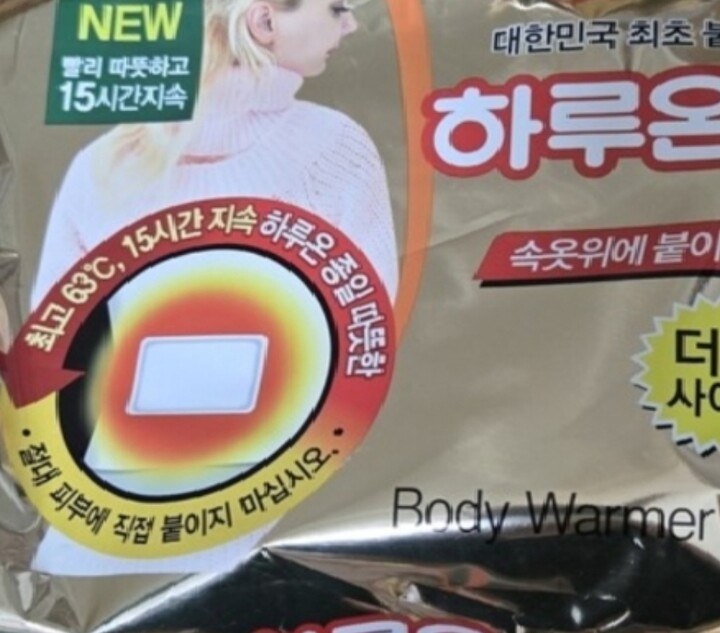 NEW
빨리 따뜻하고
15시간지속
대한민국 최초
하루온
속옷위에 붙이
최고 63℃, 15시간 지속 하루온 종일 따뜻한
절대 피부에 직접 붙이지 마십시오.
더
사이
Body Warmer